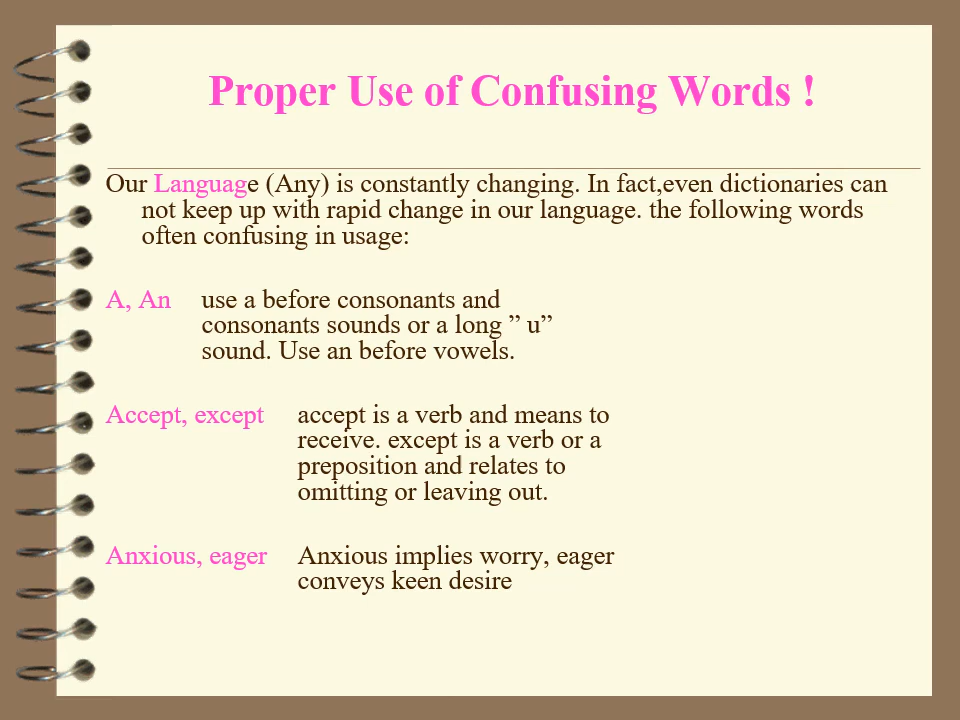 Proper Use of Confusing Words !
Our Language (Any) is constantly changing. In fact,even dictionaries can
not keep up with rapid change in our language. the following words
often confusing in usage:
A, An use a before consonants and
consonants sounds or a long ” u”
sound. Use an before vowels.
Accept, except accept is a verb and means to
receive. except is a verb or a
preposition and relates to
omitting or leaving out.
Anxious, eager Anxious implies worry, eager
conveys keen desire